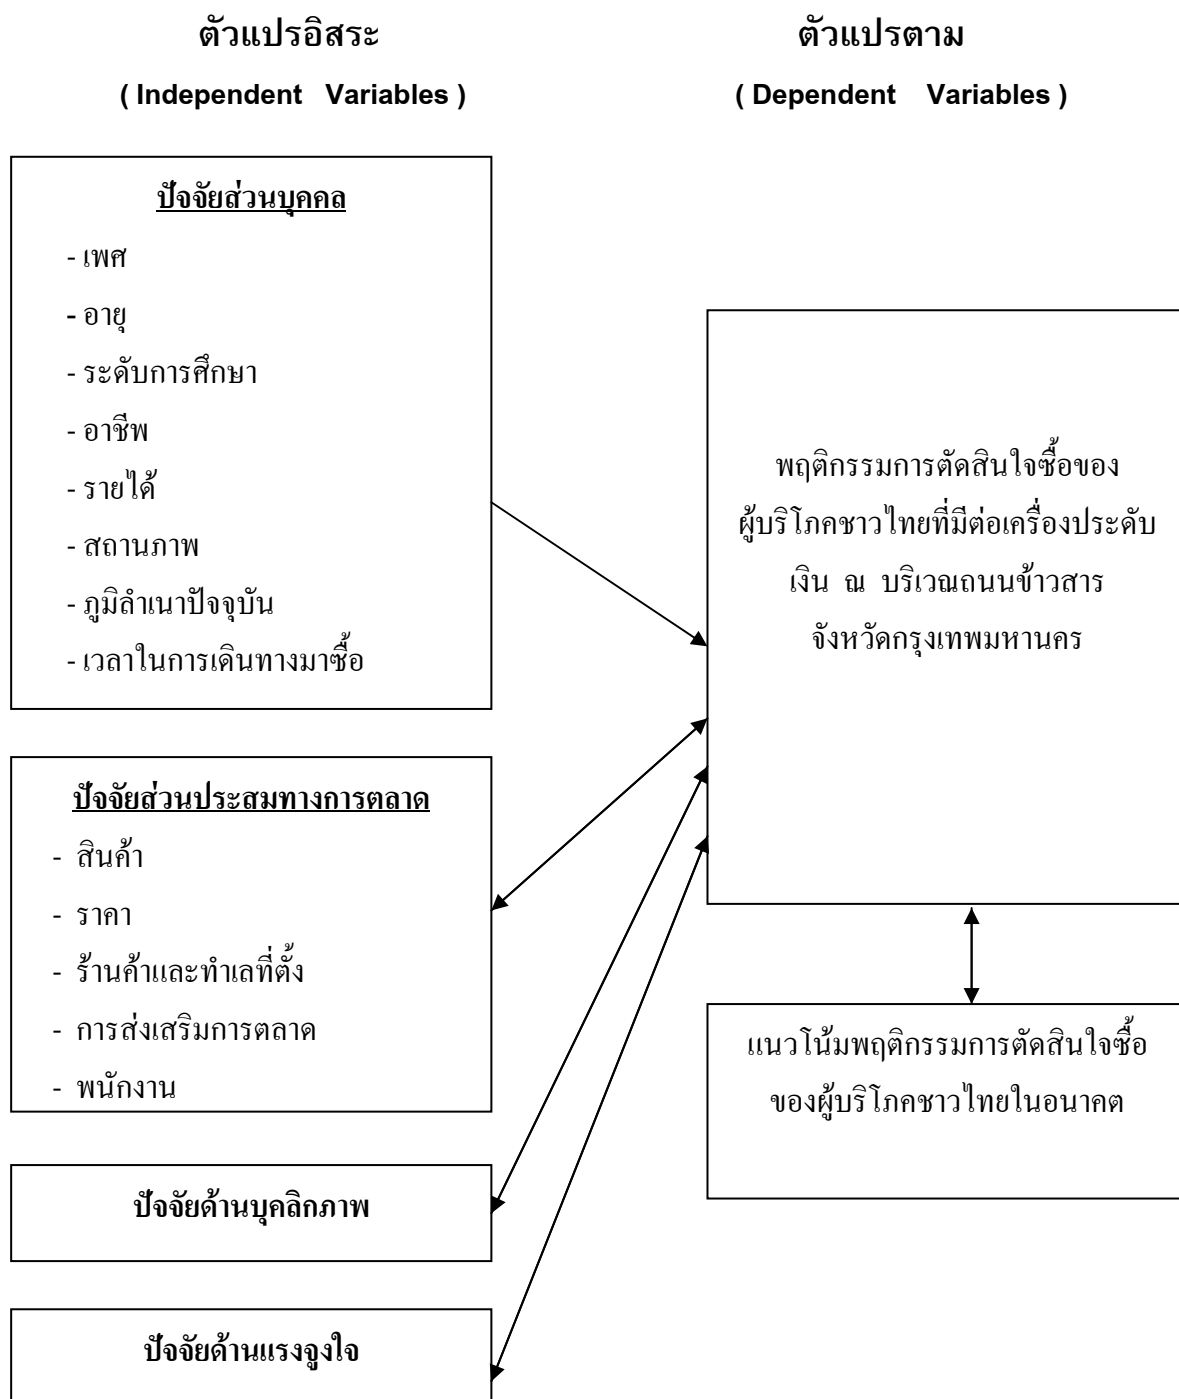 ตัวแปรอิสระ
( Independent Variables )
ตัวแปรตาม
( Dependent Variables )
ปัจจัยส่วนบุคคล
- เพศ
- อายุ
- ระดับการศึกษา
- อาชีพ
- รายได้
- สถานภาพ
- ภูมิลำเนาปัจจุบัน
- เวลาในการเดินทางมาซื้อ
ปัจจัยส่วนประสมทางการตลาด
- สินค้า
- ราคา
- ร้านค้าและทำเลที่ตั้ง
- การส่งเสริมการตลาด
- พนักงาน
ปัจจัยด้านบุคลิกภาพ
ปัจจัยด้านแรงจูงใจ
พฤติกรรมการตัดสินใจซื้อของ
ผู้บริโภคชาวไทยที่มีต่อเครื่องประดับ
เงิน ณ บริเวณถนนข้าวสาร
จังหวัดกรุงเทพมหานคร
แนวโน้มพฤติกรรมการตัดสินใจซื้อ
ของผู้บริโภคชาวไทยในอนาคต